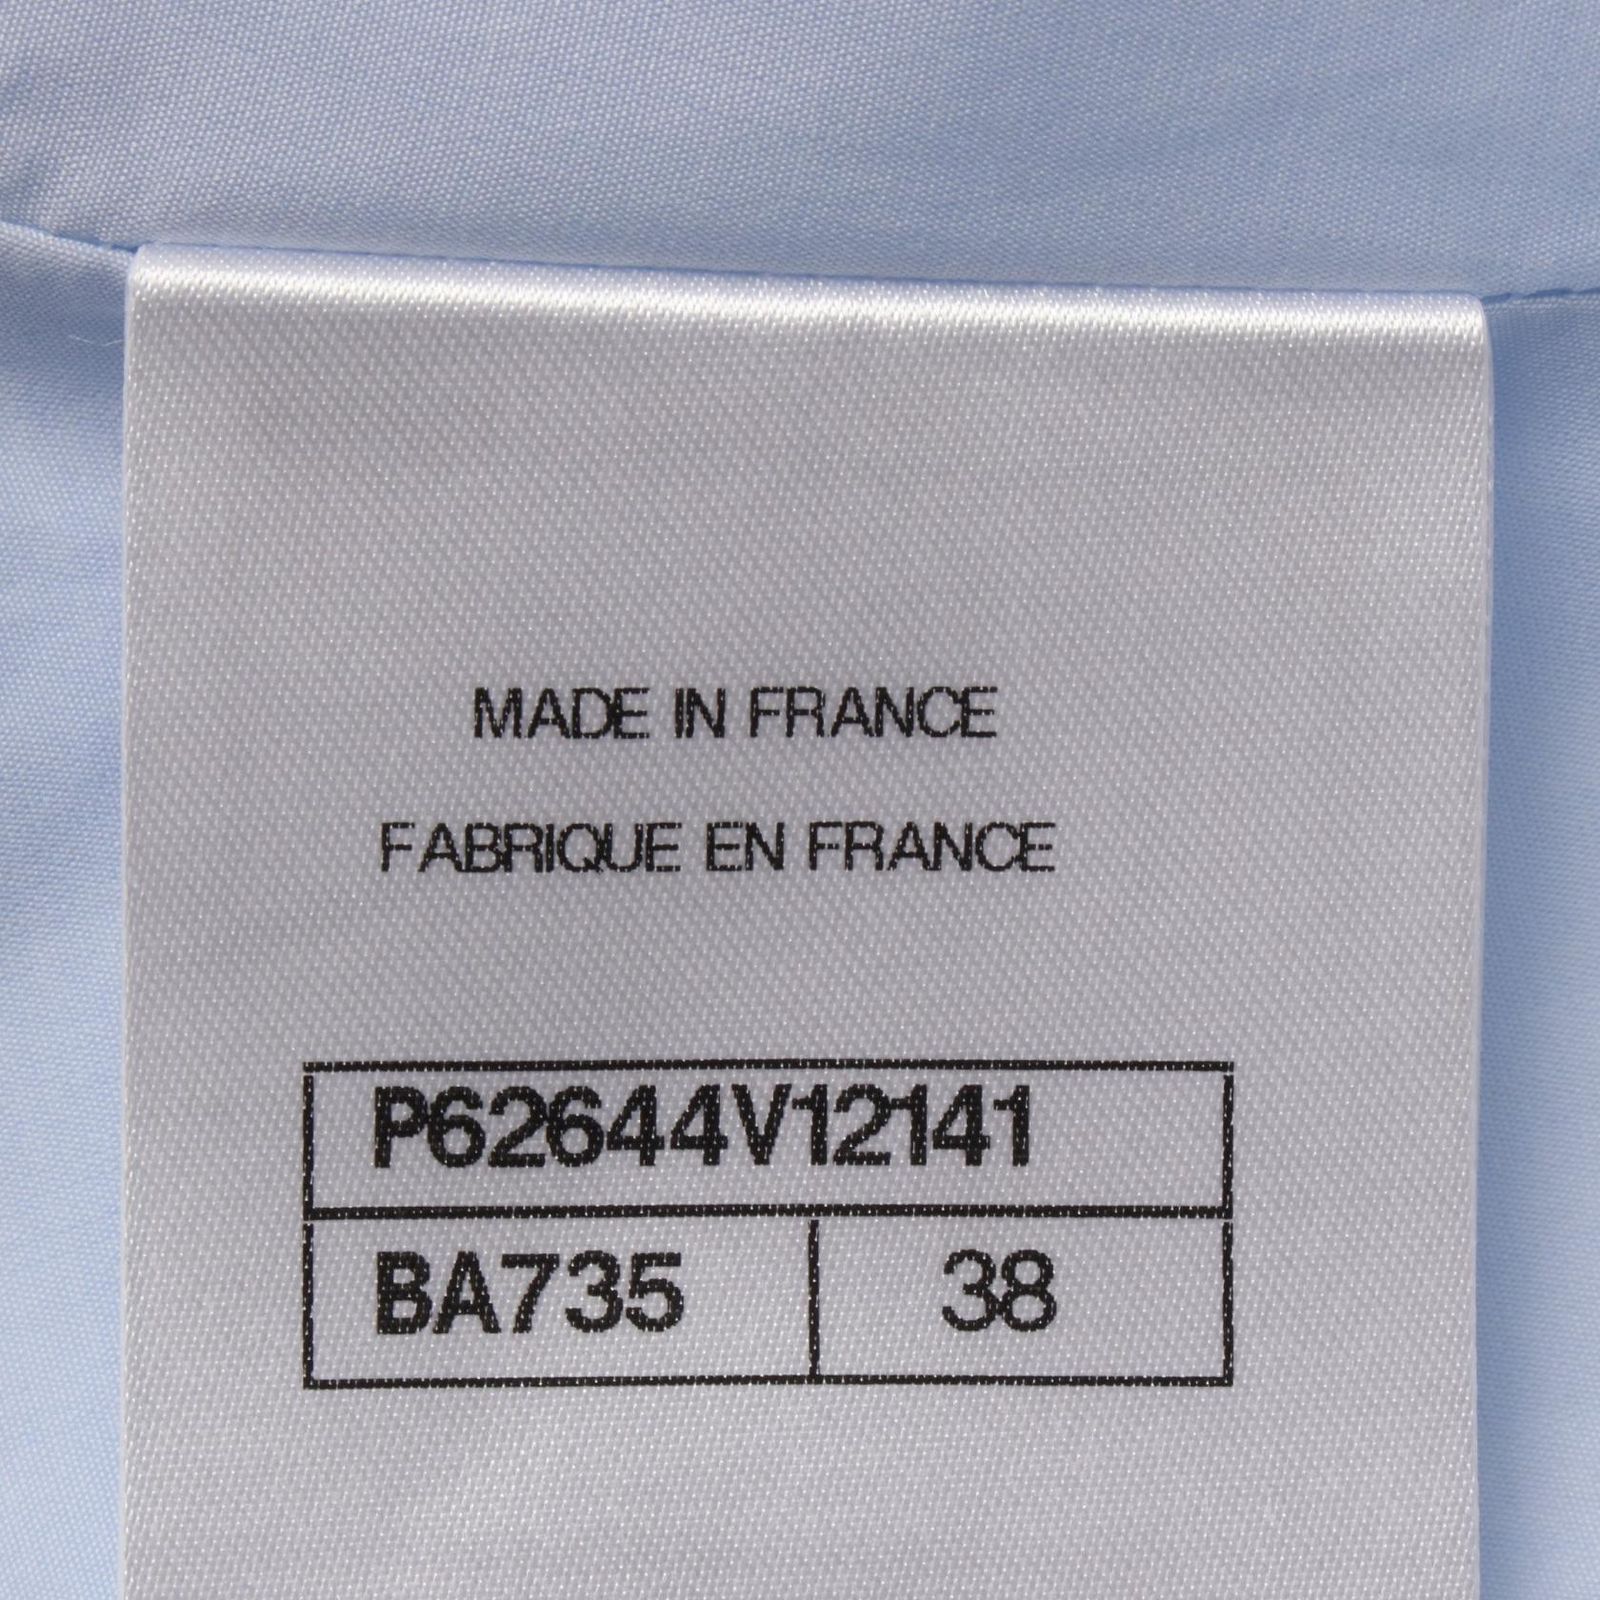 MADE IN FRANCE
FABRIQUE EN FRANCE
P62644V12141
BA735 38